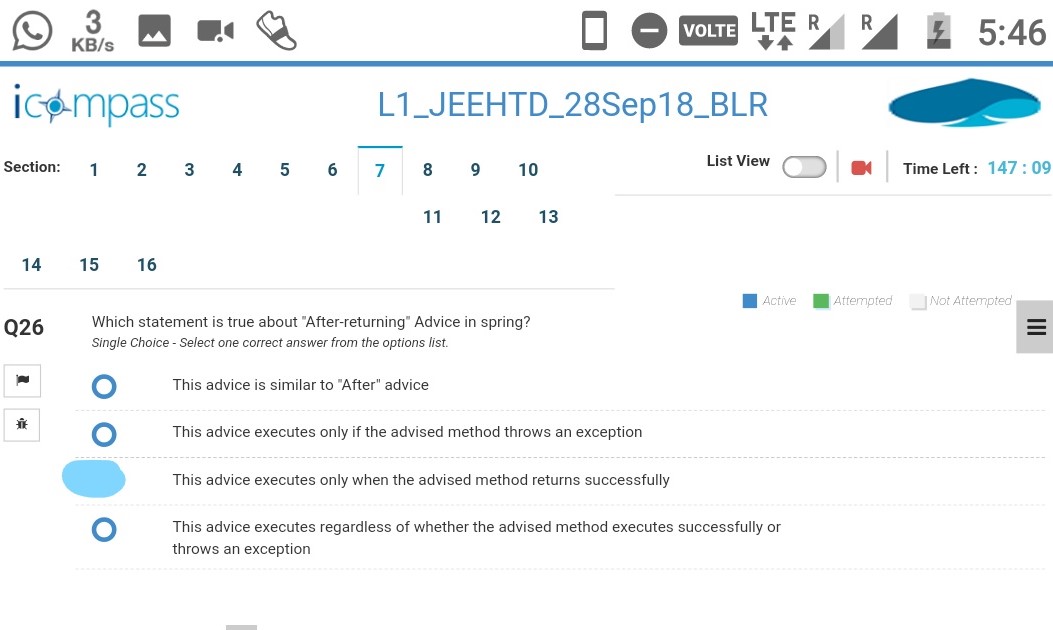 3
KB/s
VOLTE
LTE
R
R
5:46
icompass
L1_JEEHTD_28Sep18_BLR
Section: 1 2 3 4 5 6 7 8 9 10
List View
Time Left : 147 : 09
11 12 13
14 15 16
Active Attempted Not Attempted
Q26
Which statement is true about "After-returning" Advice in spring?
Single Choice - Select one correct answer from the options list.
This advice is similar to "After" advice
This advice executes only if the advised method throws an exception
This advice executes only when the advised method returns successfully
This advice executes regardless of whether the advised method executes successfully or
throws an exception